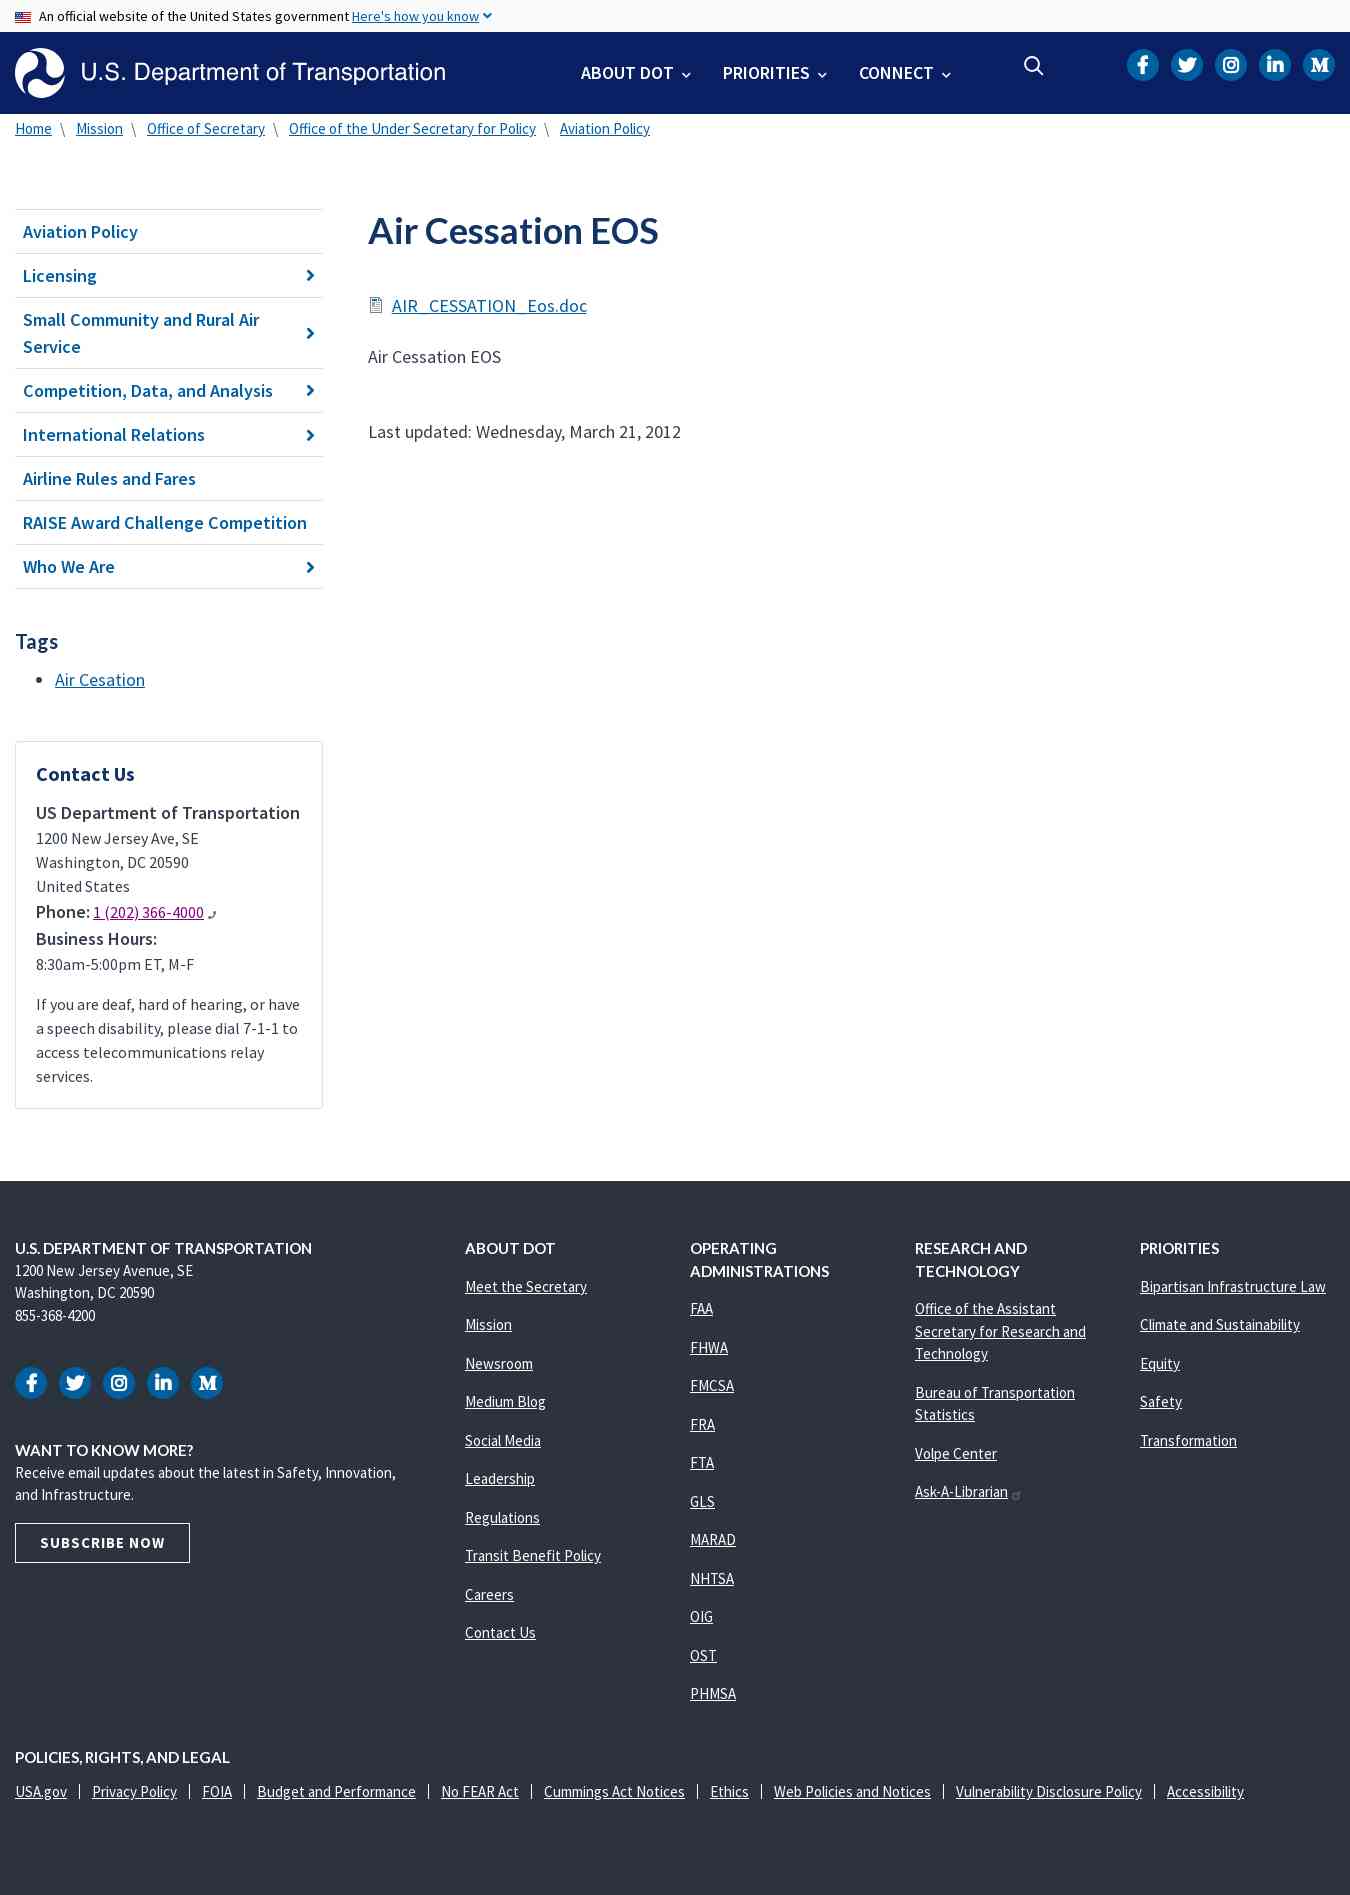 An official website of the United States government Here's how you know
U.S. Department of Transportation
ABOUT DOT
PRIORITIES
CONNECT
Home \ Mission \ Office of Secretary \ Office of the Under Secretary for Policy \ Aviation Policy
Aviation Policy
Licensing
Small Community and Rural Air
Service
Competition, Data, and Analysis
International Relations
Airline Rules and Fares
RAISE Award Challenge Competition
Who We Are
Tags
• Air Cesation
Contact Us
US Department of Transportation
1200 New Jersey Ave, SE
Washington, DC 20590
United States
Phone: 1 (202) 366-4000
Business Hours:
8:30am-5:00pm ET, M-F
If you are deaf, hard of hearing, or have
a speech disability, please dial 7-1-1 to
access telecommunications relay
services.
Air Cessation EOS
AIR_CESSATION_Eos.doc
Air Cessation EOS
Last updated: Wednesday, March 21, 2012
U.S. DEPARTMENT OF TRANSPORTATION
1200 New Jersey Avenue, SE
Washington, DC 20590
855-368-4200
WANT TO KNOW MORE?
Receive email updates about the latest in Safety, Innovation,
and Infrastructure.
SUBSCRIBE NOW
ABOUT DOT
Meet the Secretary
Mission
Newsroom
Medium Blog
Social Media
Leadership
Regulations
Transit Benefit Policy
Careers
Contact Us
OPERATING
ADMINISTRATIONS
FAA
FHWA
FMCSA
FRA
FTA
GLS
MARAD
NHTSA
OIG
OST
PHMSA
RESEARCH AND
TECHNOLOGY
Office of the Assistant
Secretary for Research and
Technology
Bureau of Transportation
Statistics
Volpe Center
Ask-A-Librarian
PRIORITIES
Bipartisan Infrastructure Law
Climate and Sustainability
Equity
Safety
Transformation
POLICIES, RIGHTS, AND LEGAL
USA.gov | Privacy Policy | FOIA | Budget and Performance | No FEAR Act | Cummings Act Notices | Ethics | Web Policies and Notices | Vulnerability Disclosure Policy | Accessibility